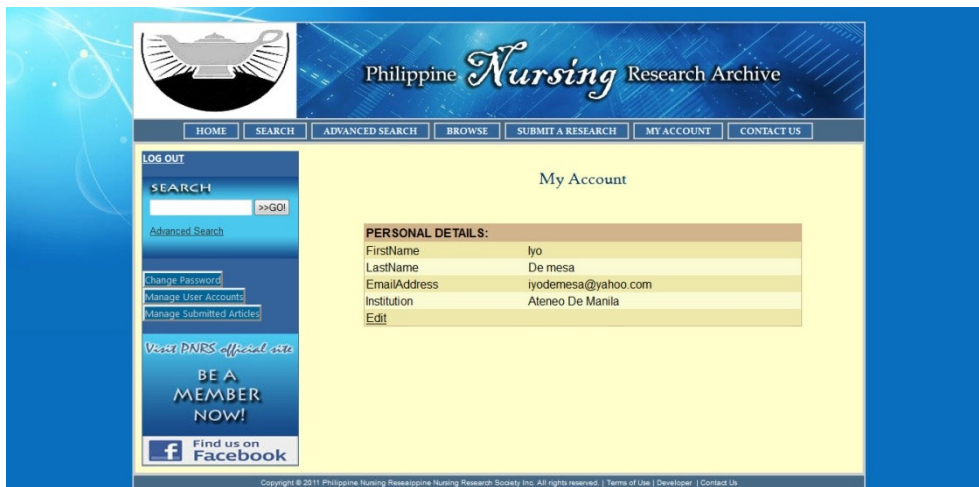 Philippine Nursing Research Archive
HOME SEARCH ADVANCED SEARCH BROWSE SUBMIT A RESEARCH MY ACCOUNT CONTACT US
LOG OUT
SEARCH
>>GO!
Advanced Search
Change Password
Manage User Accounts
Manage Submitted Articles
Visit PNRS official site
BE A
MEMBER
NOW!
f Find us on
Facebook
My Account
PERSONAL DETAILS:
FirstName Iyo
LastName De mesa
EmailAddress iyodemesa@yahoo.com
Institution Ateneo De Manila
Edit
Copyright © 2011 Philippine Nursing Reseaippine Nursing Research Society Inc. All rights reserved. | Terms of Use | Developer | Contact Us